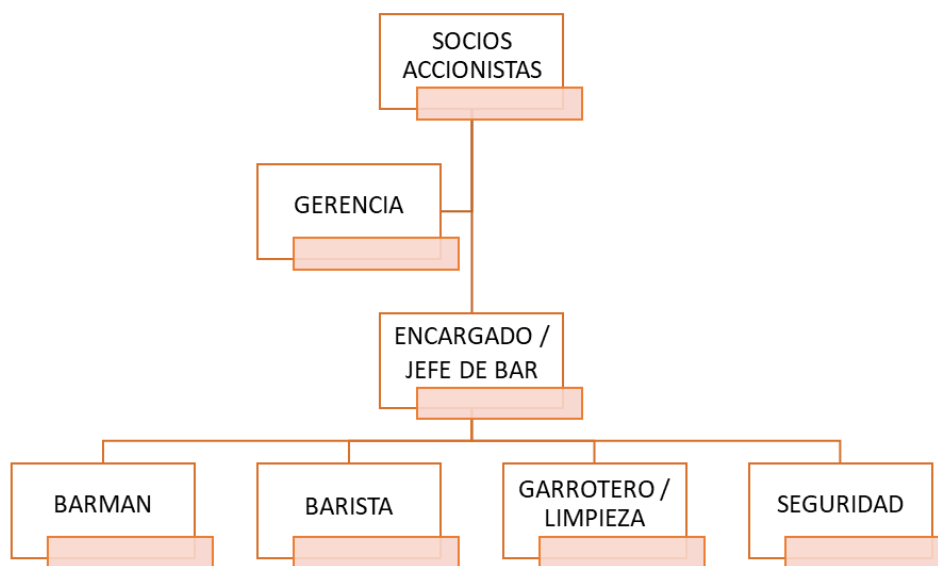 SOCIOS
ACCIONISTAS
GERENCIA
ENCARGADO /
JEFE DE BAR
BARMAN
BARISTA
GARROTERO /
LIMPIEZA
SEGURIDAD